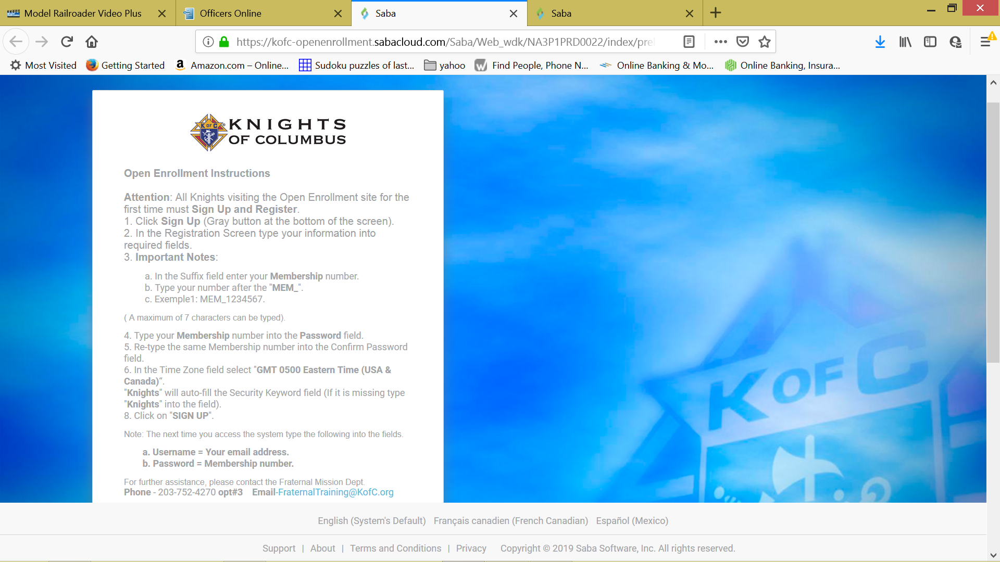 Model Railroader Video Plus
Officers Online
Saba
Saba
https://kofc-openenrollment.sabacloud.com/Saba/Web_wdk/NA3P1PRD0022/index/prel
Most Visited
Getting Started
Amazon.com – Online...
Sudoku puzzles of last...
yahoo
Find People, Phone N...
Online Banking & Mo...
Online Banking, Insura...
K OF C
KNIGHTS
OF COLUMBUS
Open Enrollment Instructions
Attention: All Knights visiting the Open Enrollment site for the
first time must Sign Up and Register.
1. Click Sign Up (Gray button at the bottom of the screen).
2. In the Registration Screen type your information into
required fields.
3. Important Notes:
a. In the Suffix field enter your Membership number.
b. Type your number after the "MEM_".
c. Exemple1: MEM_1234567.
( A maximum of 7 characters can be typed).
4. Type your Membership number into the Password field.
5. Re-type the same Membership number into the Confirm Password
field.
6. In the Time Zone field select "GMT 0500 Eastern Time (USA &
Canada)“.
"Knights" will auto-fill the Security Keyword field (If it is missing type
"Knights" into the field).
8. Click on "SIGN UP".
Note: The next time you access the system type the following into the fields.
a. Username = Your email address.
b. Password = Membership number.
For further assistance, please contact the Fraternal Mission Dept.
Phone - 203-752-4270 opt#3 Email-FraternalTraining@KofC.org
K OF C
English (System's Default) Français canadien (French Canadian) Español (Mexico)
Support | About | Terms and Conditions | Privacy Copyright © 2019 Saba Software, Inc. All rights reserved.